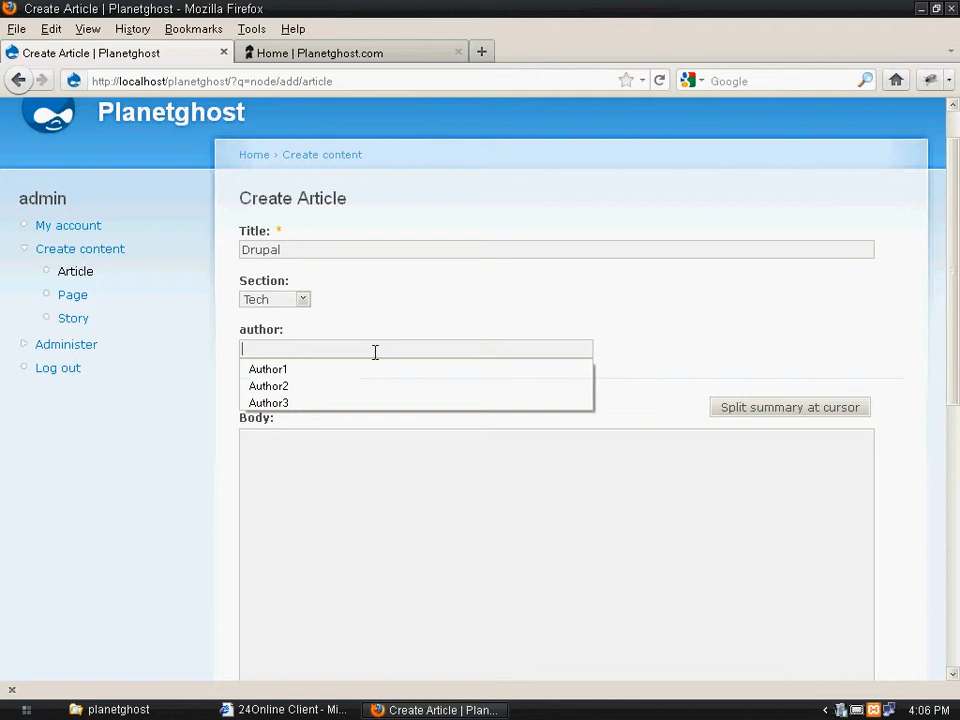 Create Article | Planetghost - Mozilla Firefox
File Edit View History Bookmarks Tools Help
Create Article | Planetghost
Home | Planetghost.com
http://localhost/planetghost/?q=node/add/article
Google
Planetghost
Home › Create content
admin
My account
Create content
Article
Page
Story
Administer
Log out
Create Article
Title: *
Drupal
Section:
Tech
author:
Author1
Author2
Author3
Body:
Split summary at cursor
planetghost
24Online Client - Mi...
Create Article | Plan...
4:06 PM